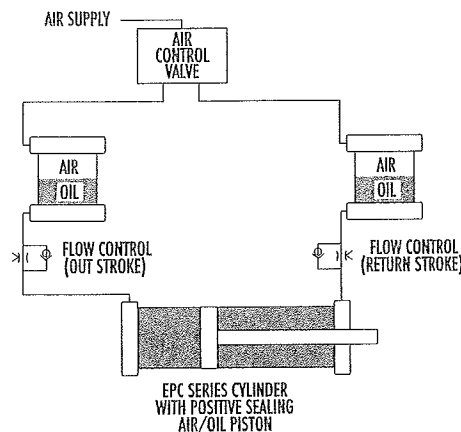 AIR SUPPLY
AIR
CONTROL
VALVE
AIR
OIL
AIR
OIL
FLOW CONTROL
(OUT STROKE)
FLOW CONTROL
(RETURN STROKE)
EPC SERIES CYLINDER
WITH POSITIVE SEALING
AIR/OIL PISTON